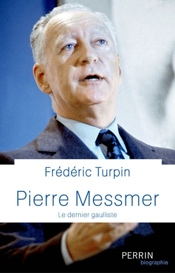 Frédéric Turpin
Pierre Messmer
Le dernier gaulliste
PERRIN
biographie